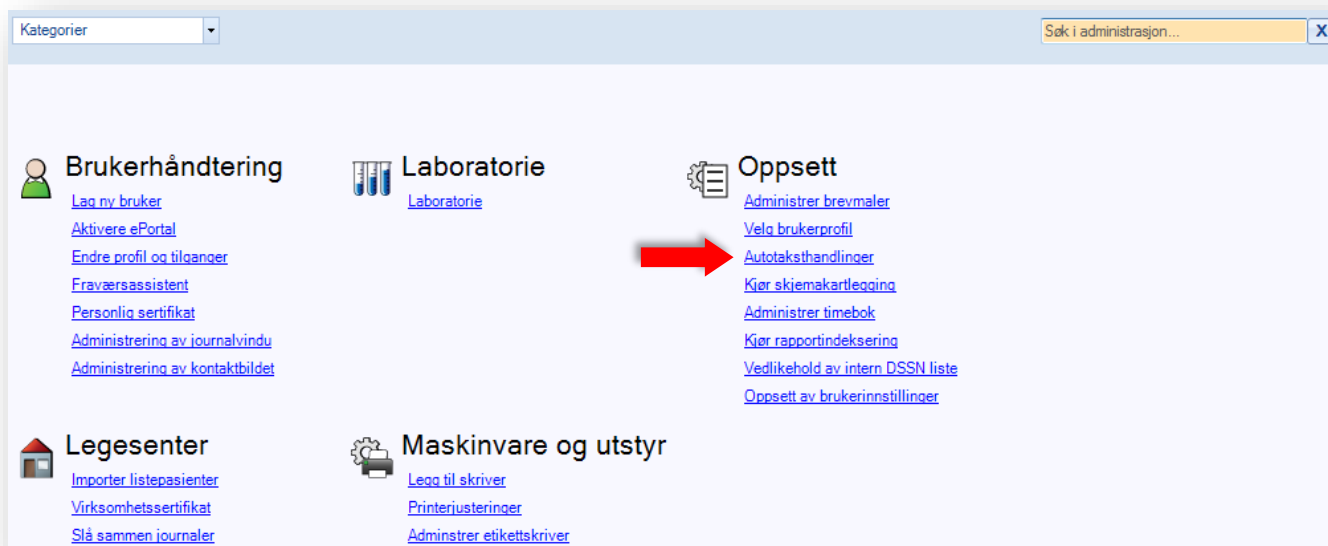 Kategorier
Søk i administrasjon...
X
Brukerhåndtering
Lag ny bruker
Aktivere ePortal
Endre profil og tilganger
Fraværsassistent
Personlig sertifikat
Administrering av journalvindu
Administrering av kontaktbildet
Laboratorie
Laboratorie
Oppsett
Administrer brevmaler
Velg brukerprofil
Autotaksthandlinger
Kjør skjemakartlegging
Administrer timebok
Kjør rapportindeksering
Vedlikehold av intern DSSN liste
Oppsett av brukerinnstillinger
Legesenter
Importer listepasienter
Virksomhetssertifikat
Slå sammen journaler
Maskinvare og utstyr
Legg til skriver
Printerjusteringer
Adminstrer etikettskriver